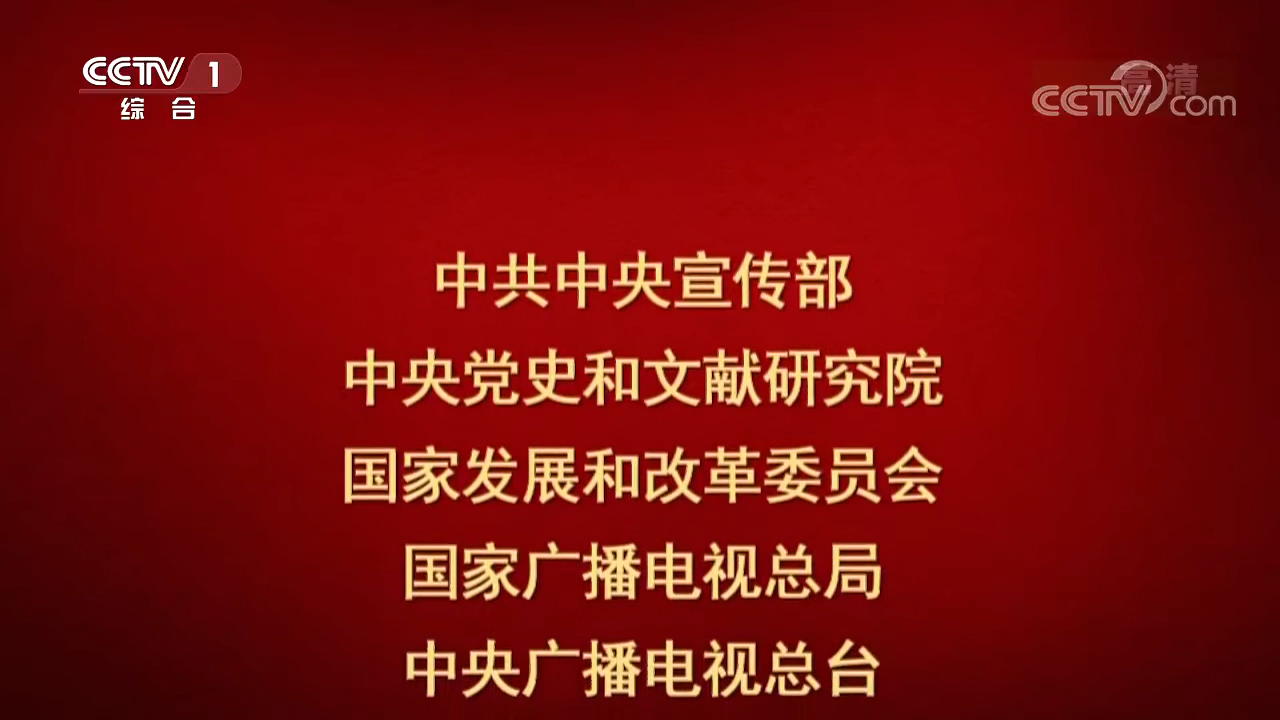 CCTV 1
综合
高清
CCTV.com
中共中央宣传部
中央党史和文献研究院
国家发展和改革委员会
国家广播电视总局
中央广播电视总台